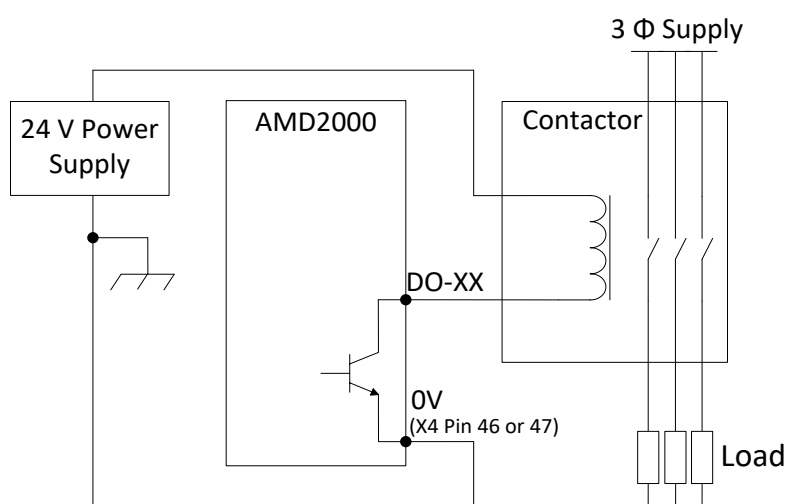 3 Φ Supply
24 V Power
Supply
AMD2000
Contactor
DO-XX
0V
(X4 Pin 46 or 47)
Load